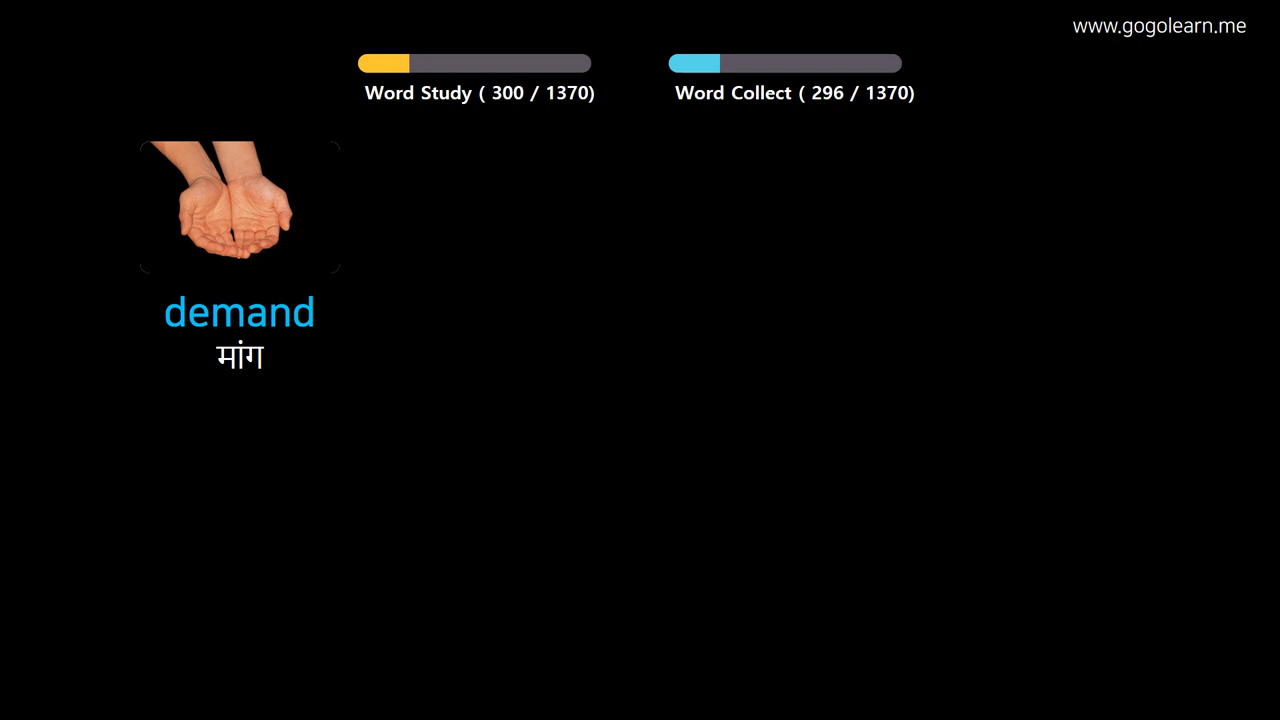 www.gogolearn.me
Word Study ( 300 / 1370)
Word Collect ( 296 / 1370)
demand
मांग